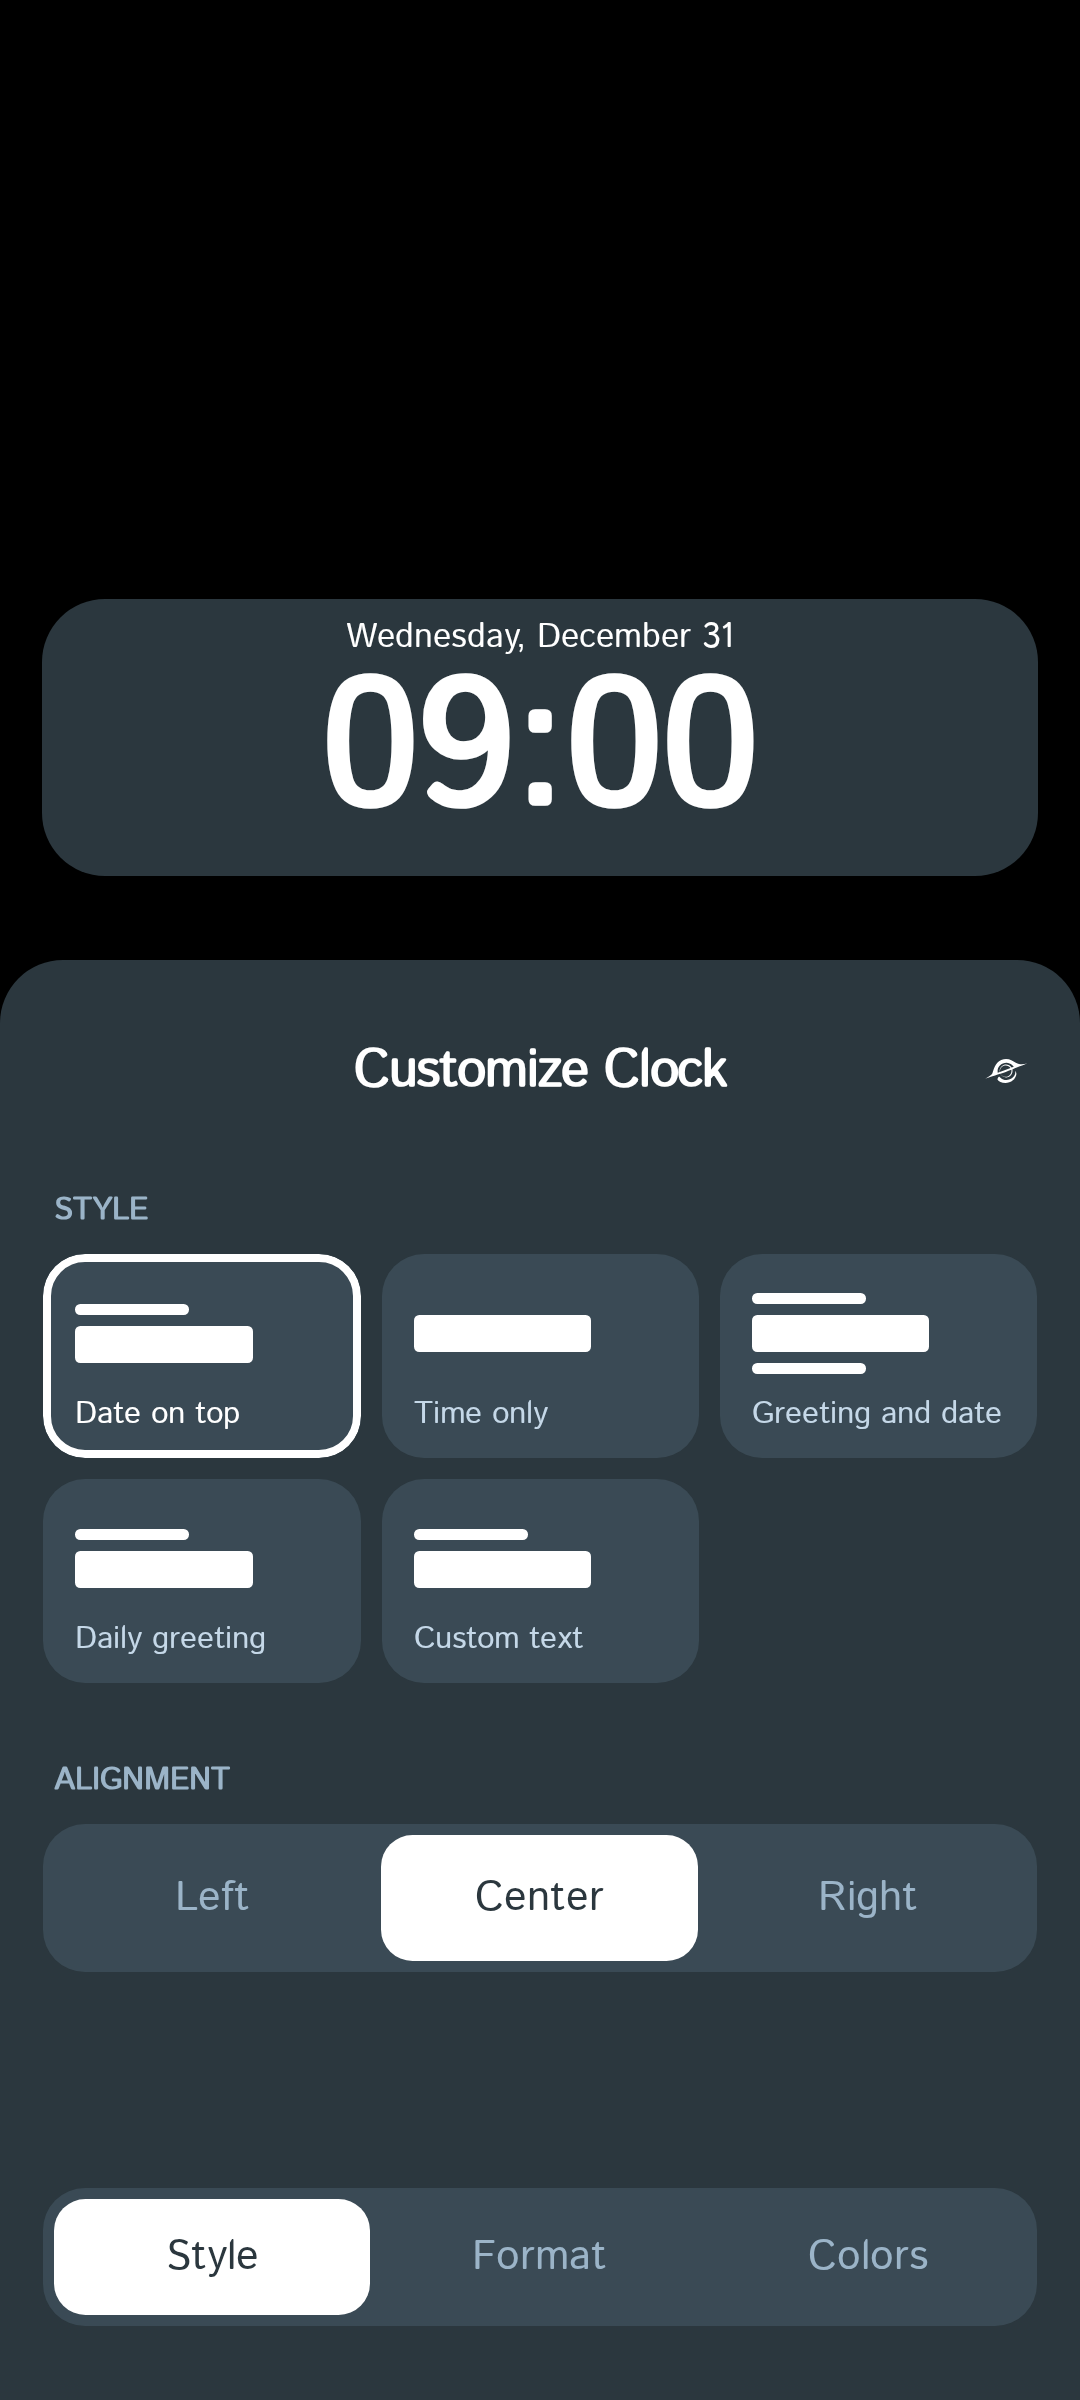 Wednesday, December 31
09:00
Customize Clock
STYLE
Date on top
Time only
Greeting and date
Daily greeting
Custom text
ALIGNMENT
Left
Center
Right
Style
Format
Colors